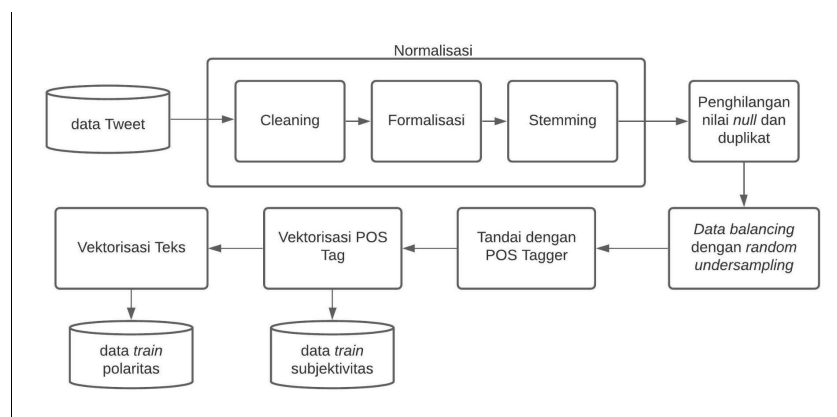 Normalisasi
data Tweet
Cleaning
Formalisasi
Stemming
Penghilangan
nilai null dan
duplikat
Data balancing
dengan random
undersampling
Tandai dengan
POS Tagger
Vektorisasi POS
Tag
Vektorisasi Teks
data train
polaritas
data train
subjektivitas